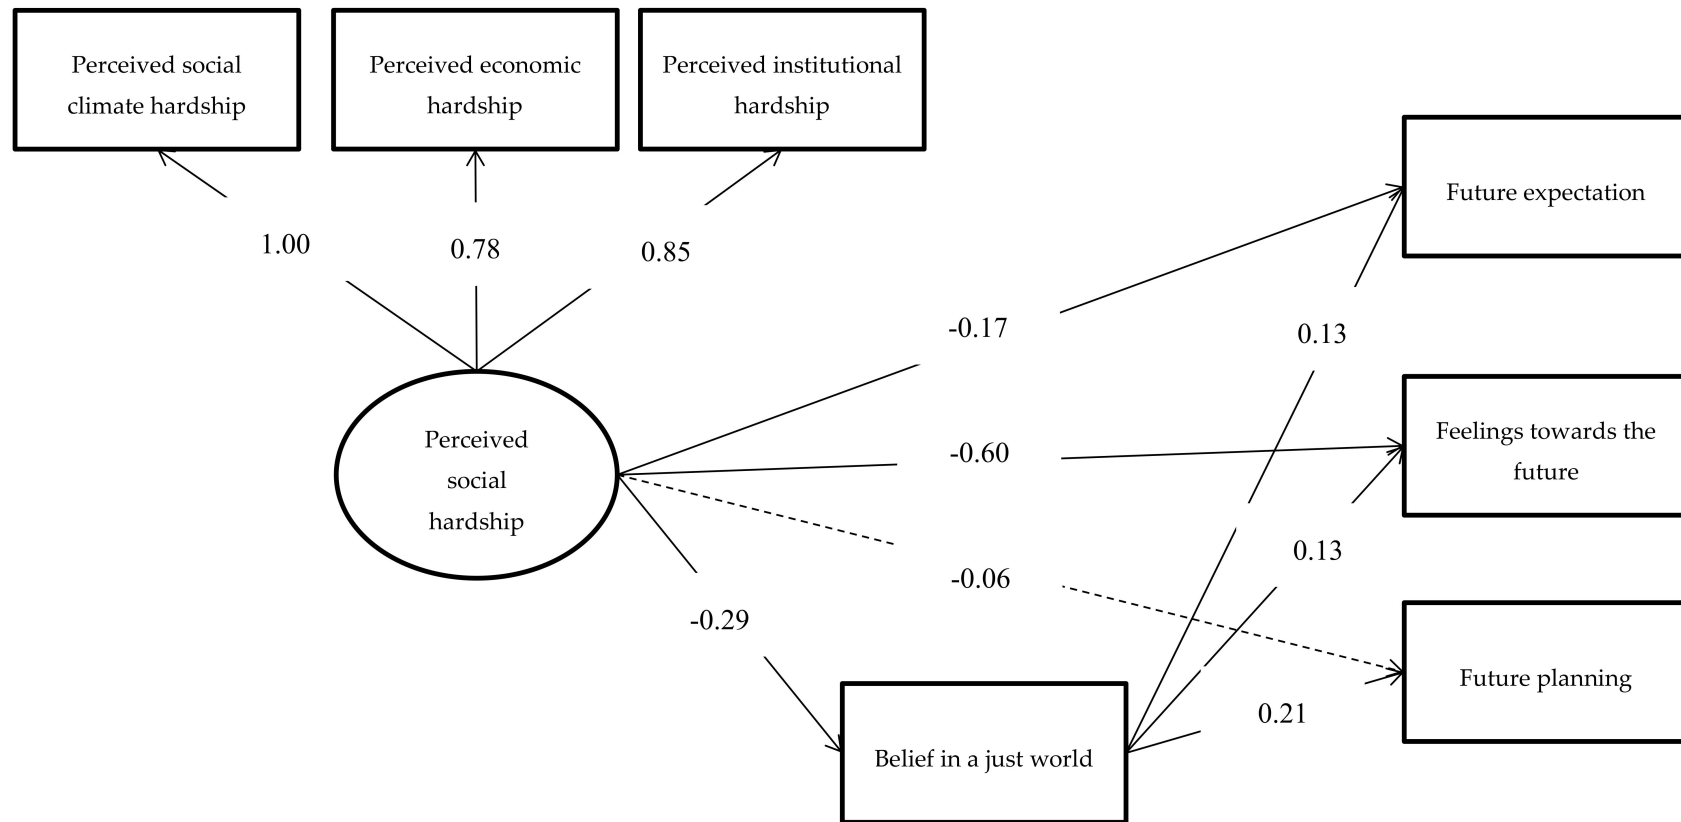 Perceived social
climate hardship
Perceived economic
hardship
Perceived institutional
hardship
Future expectation
1.00
0.78
0.85
-0.17
0.13
Perceived
social
hardship
-0.60
Feelings towards the
future
-0.06
0.13
-0.29
Future planning
0.21
Belief in a just world